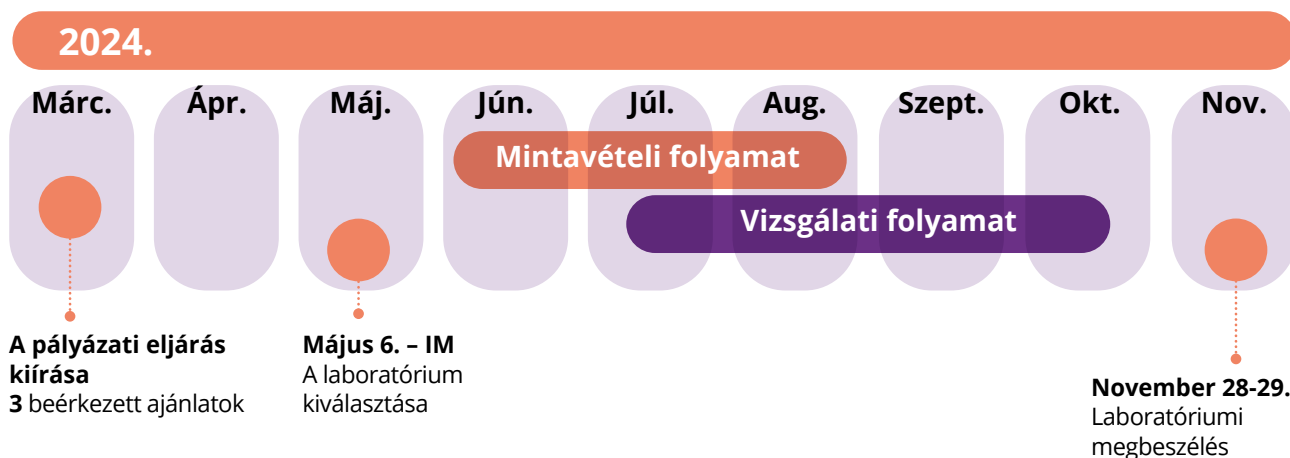 2024.
Márc. Ápr. Máj. Jún. Júl. Aug. Szept. Okt. Nov.
Mintavételi folyamat
Vizsgálati folyamat
A pályázati eljárás
kiírása
3 beérkezett ajánlatok
Május 6. – IM
A laboratórium
kiválasztása
November 28-29.
Laboratóriumi
megbeszélés